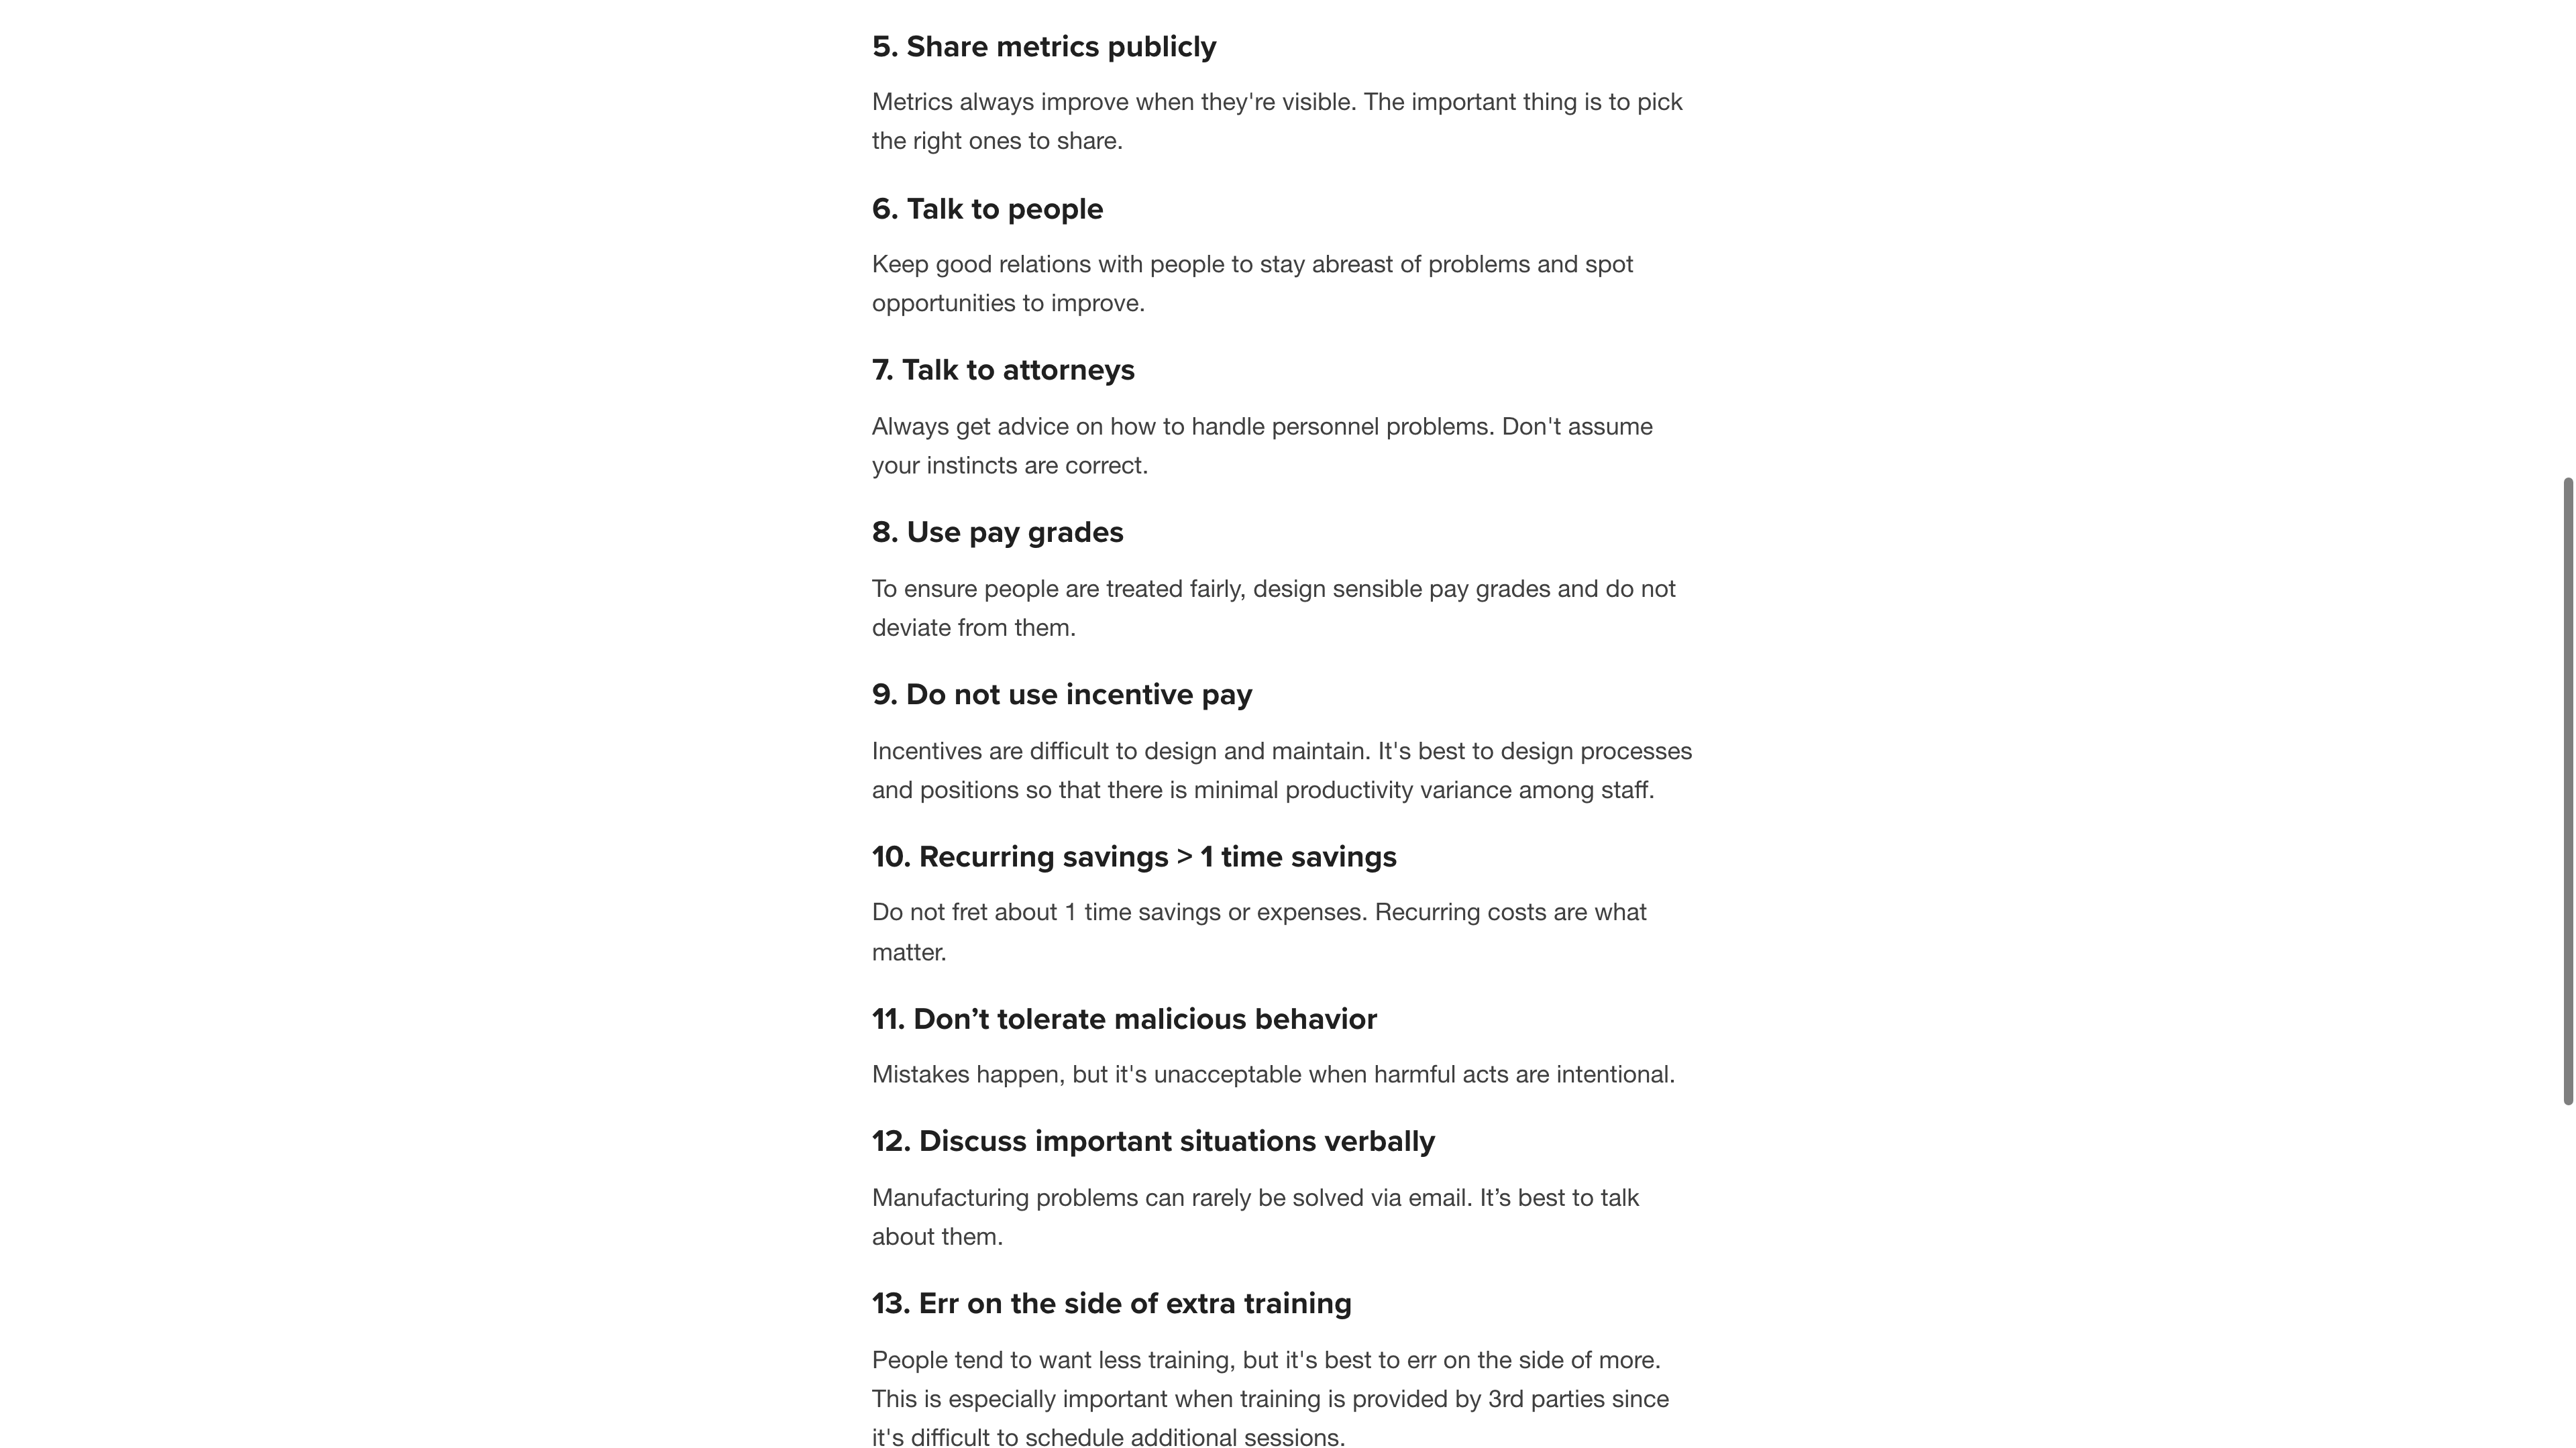 5. Share metrics publicly
Metrics always improve when they're visible. The important thing is to pick
the right ones to share.
6. Talk to people
Keep good relations with people to stay abreast of problems and spot
opportunities to improve.
7. Talk to attorneys
Always get advice on how to handle personnel problems. Don't assume
your instincts are correct.
8. Use pay grades
To ensure people are treated fairly, design sensible pay grades and do not
deviate from them.
9. Do not use incentive pay
Incentives are difficult to design and maintain. It's best to design processes
and positions so that there is minimal productivity variance among staff.
10. Recurring savings > 1 time savings
Do not fret about 1 time savings or expenses. Recurring costs are what
matter.
11. Don’t tolerate malicious behavior
Mistakes happen, but it's unacceptable when harmful acts are intentional.
12. Discuss important situations verbally
Manufacturing problems can rarely be solved via email. It’s best to talk
about them.
13. Err on the side of extra training
People tend to want less training, but it's best to err on the side of more.
This is especially important when training is provided by 3rd parties since
it's difficult to schedule additional sessions.